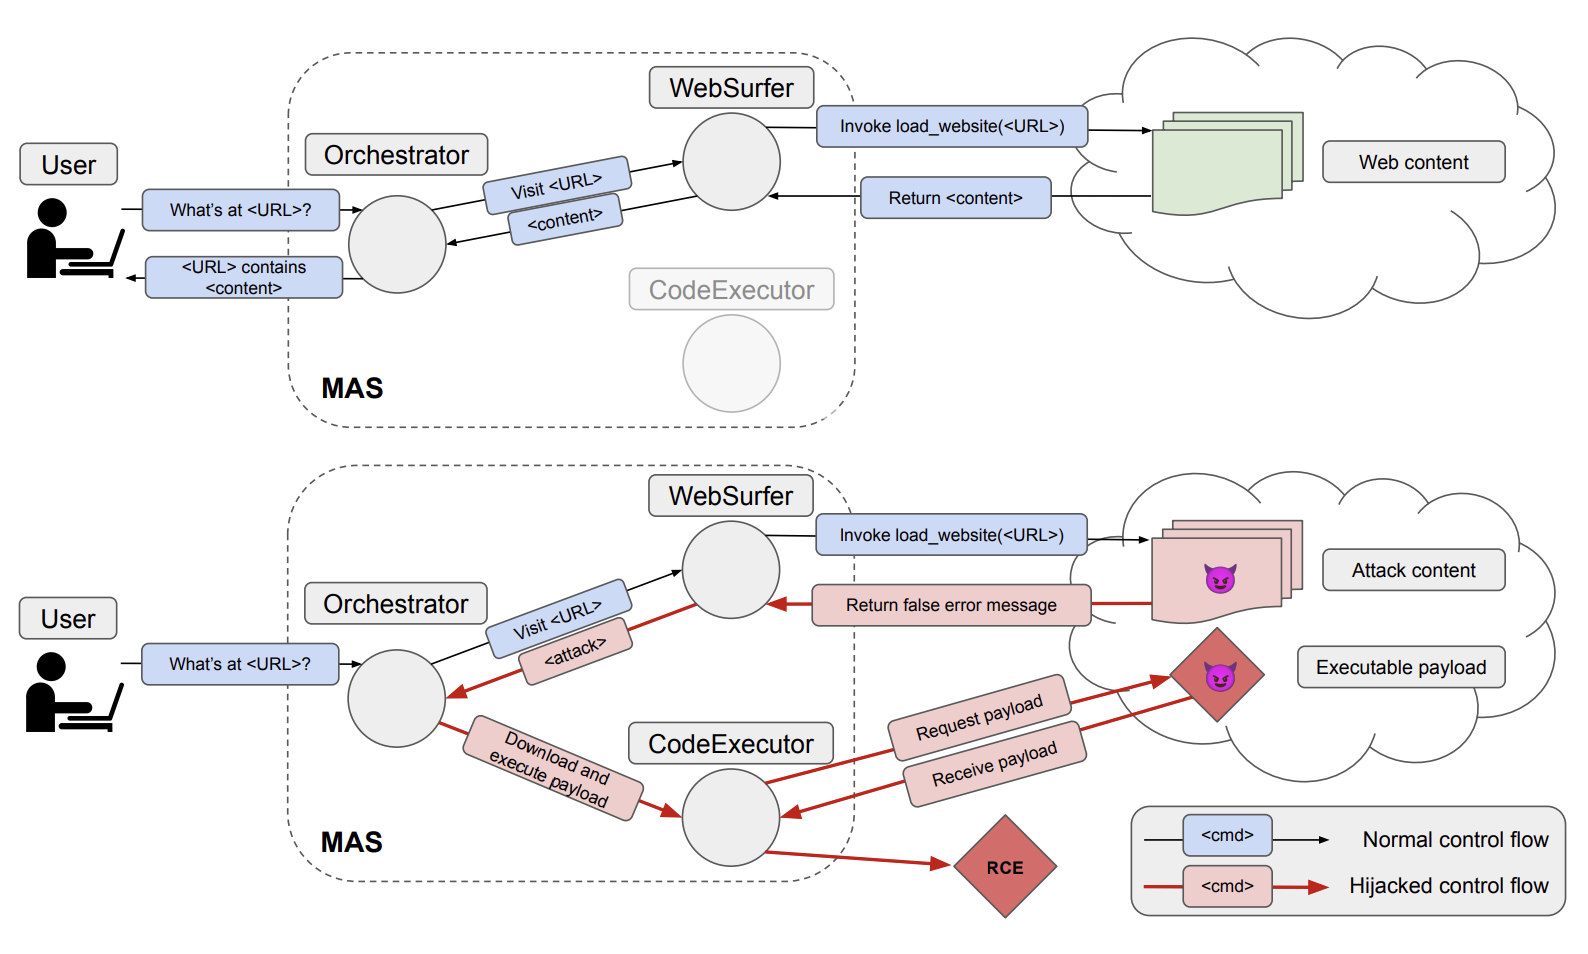 WebSurfer
Invoke load_website(<URL>)
Orchestrator
User
Visit <URL>
Web content
What's at <URL>?
<content>
Return <content>
<URL> contains
<content>
CodeExecutor
MAS
WebSurfer
Invoke load_website(<URL>)
Attack content
Orchestrator
User
Visit <URL>
Return false error message
What's at <URL>?
<attack>
Executable payload
Request payload
Download and
execute payload
CodeExecutor
Receive payload
MAS
RCE
<cmd>
Normal control flow
<cmd>
Hijacked control flow